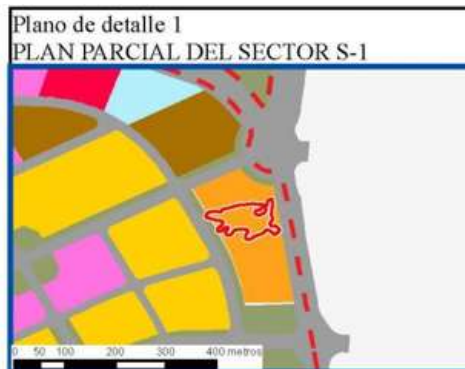 Plano de detalle 1
PLAN PARCIAL DEL SECTOR S-1
0 50 100 200 300 400 metros